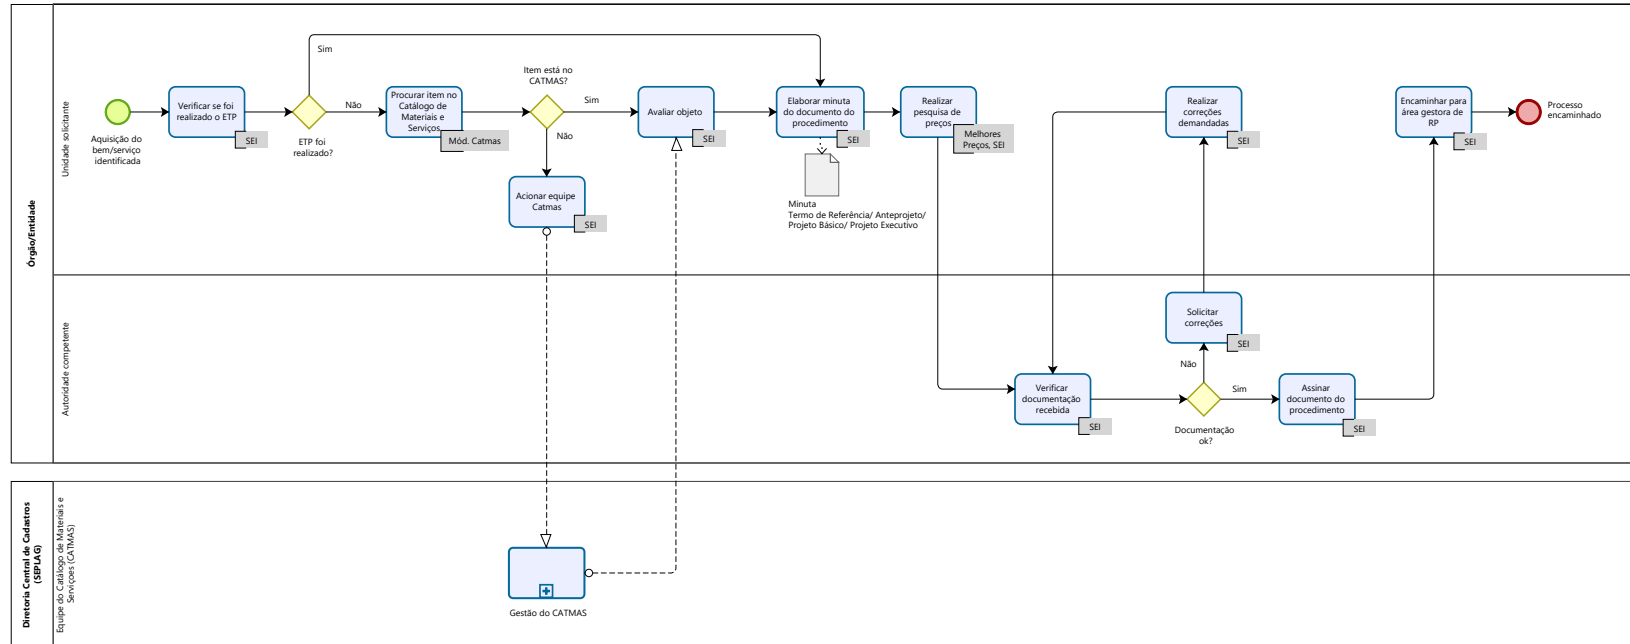 Órgão/Entidade
Unidade solicitante
Aquisição do
bem/serviço
identificada
Verificar se foi
realizado o ETP
SEI
Sim
ETP foi
realizado?
Não
Procurar item no
Catálogo de
Materiais e
Serviços
Mód. Catmas
Item está no
CATMAS?
Sim
Não
Acionar equipe
Catmas
SEI
Avaliar objeto
SEI
Elaborar minuta
do documento do
procedimento
SEI
Minuta
Termo de Referência/ Anteprojeto/
Projeto Básico/ Projeto Executivo
Realizar
pesquisa de
preços
Melhores
Preços, SEI
Realizar
correções
demandadas
SEI
Encaminhar para
área gestora de
RP
SEI
Processo
encaminhado
Autoridade competente
Verificar
documentação
recebida
SEI
Documentação
ok?
Não
Solicitar
correções
SEI
Sim
Assinar
documento do
procedimento
SEI
Diretoria Central de Cadastros
(SEPLAG)
Equipe do Catálogo de Materiais e
Serviçoes (CATMAS)
Gestão do CATMAS